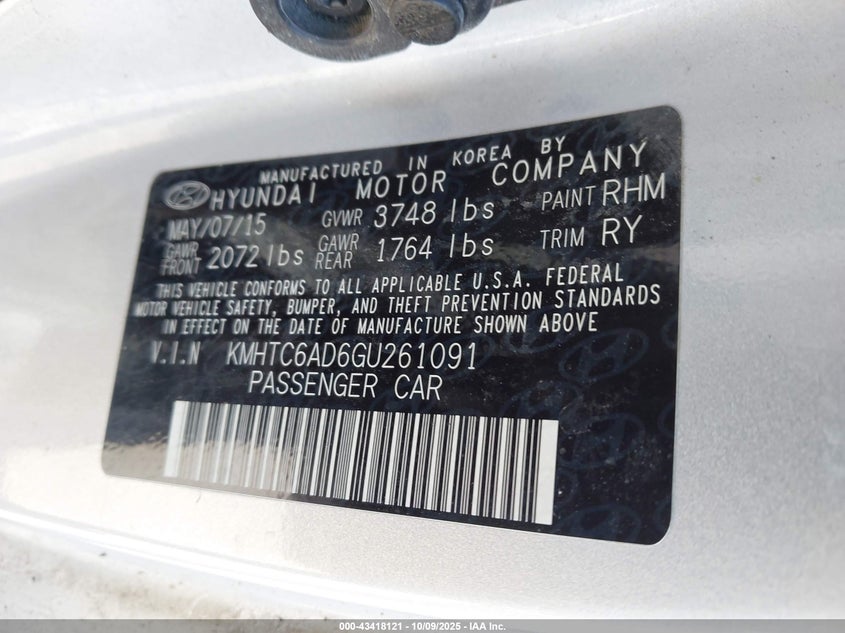 MANUFACTURED IN KOREA BY
HYUNDAI MOTOR COMPANY
MAY/07/15 GVWR 3748 lbs PAINT RHM
GAWR FRONT 2072 lbs GAWR REAR 1764 lbs TRIM RY
THIS VEHICLE CONFORMS TO ALL APPLICABLE U.S.A. FEDERAL
MOTOR VEHICLE SAFETY, BUMPER, AND THEFT PREVENTION STANDARDS
IN EFFECT ON THE DATE OF MANUFACTURE SHOWN ABOVE
V.I.N KMHTC6AD6GU261091
PASSENGER CAR
000-43418121 - 10/09/2025 - IAA Inc.